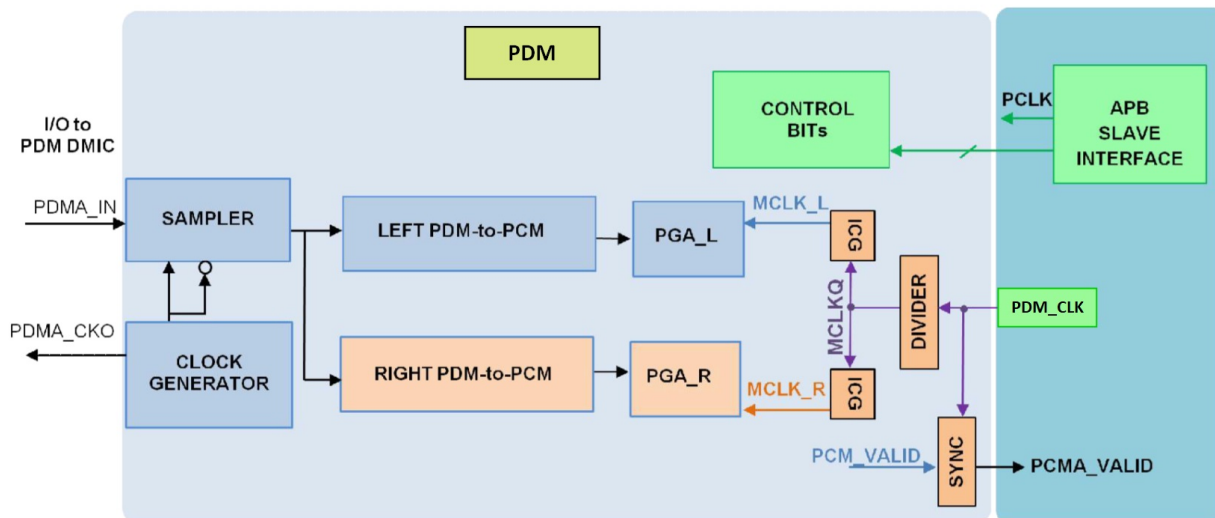 PDM
I/O to
PDM DMIC
CONTROL
BITs
PCLK
APB
SLAVE
INTERFACE
PDMA_IN
SAMPLER
LEFT PDM-to-PCM
PGA_L
MCLK_L
ICG
MCLKQ
DIVIDER
PDM_CLK
PDMA_CKO
CLOCK
GENERATOR
RIGHT PDM-to-PCM
PGA_R
MCLK_R
ICG
PCM_VALID
SYNC
PCMA_VALID